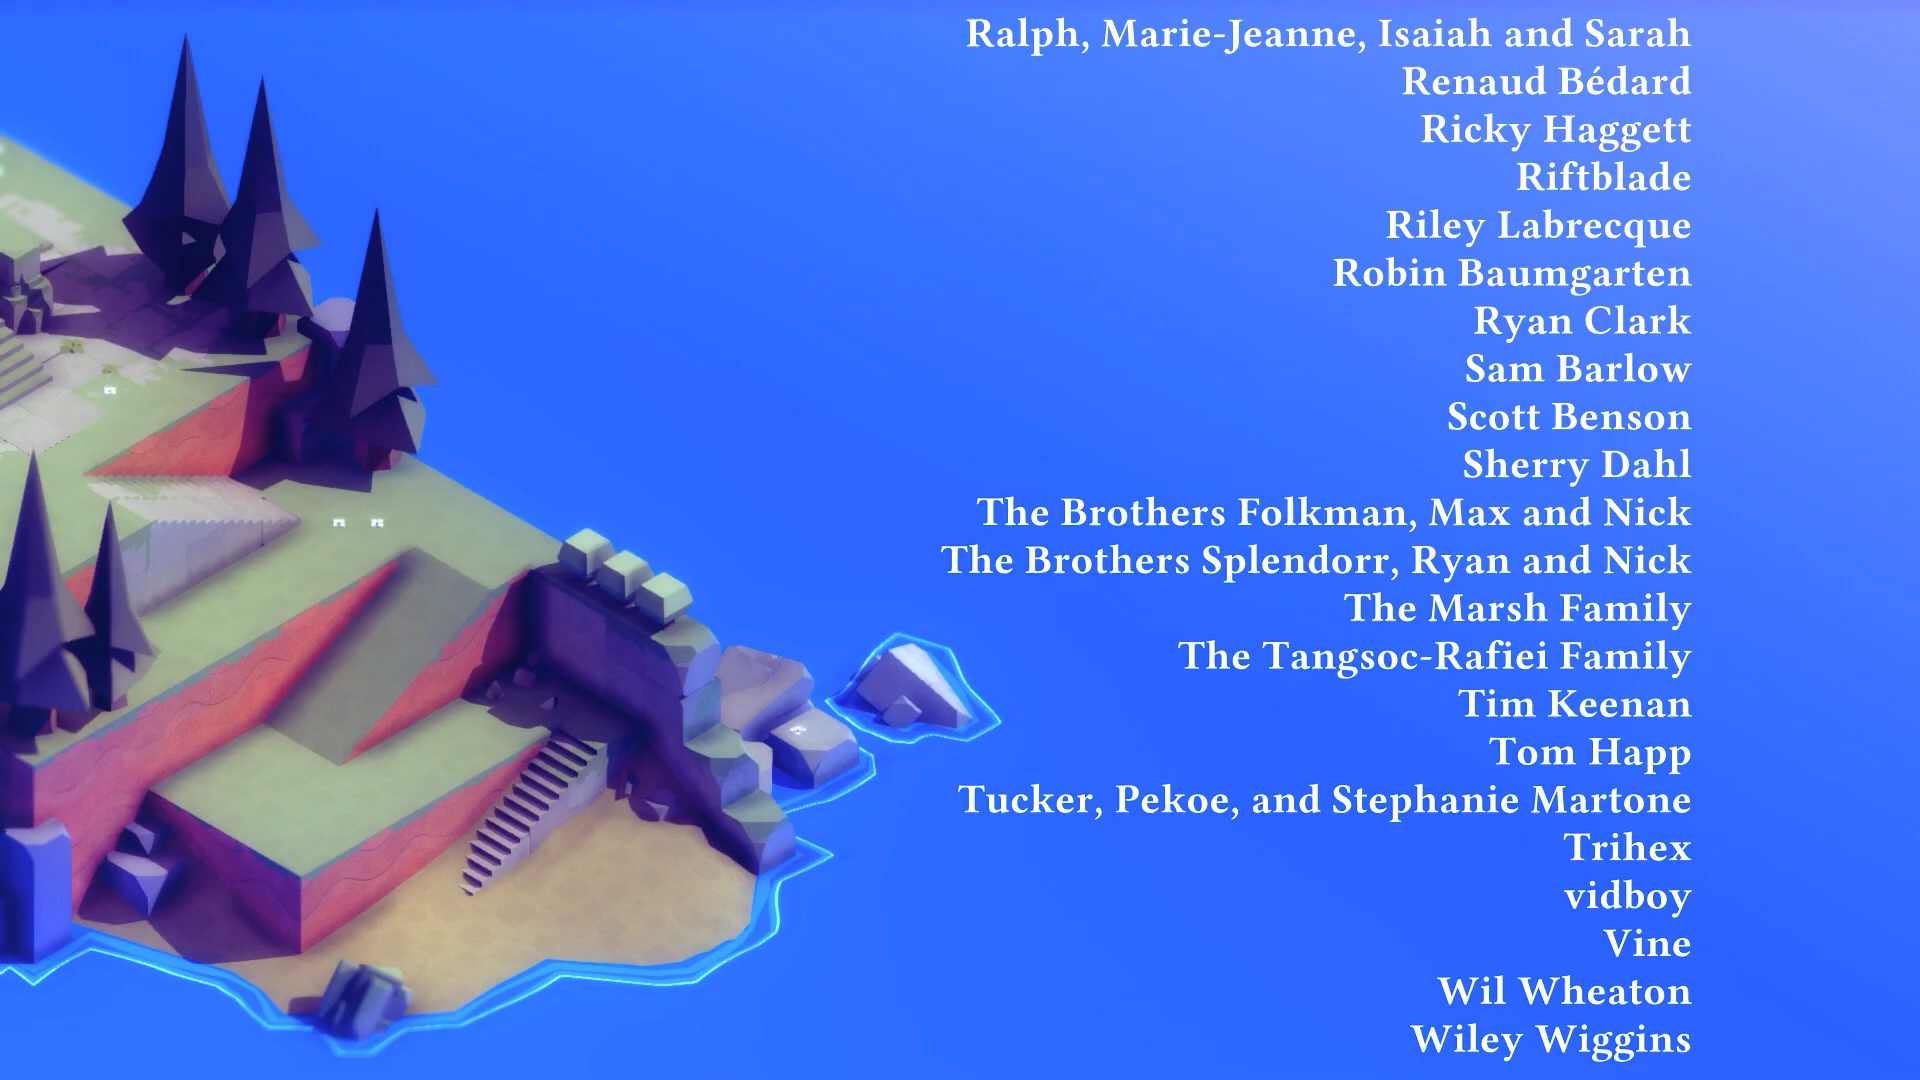 Ralph, Marie-Jeanne, Isaiah and Sarah
Renaud Bédard
Ricky Haggett
Riftblade
Riley Labrecque
Robin Baumgarten
Ryan Clark
Sam Barlow
Scott Benson
Sherry Dahl
The Brothers Folkman, Max and Nick
The Brothers Splendorr, Ryan and Nick
The Marsh Family
The Tangsoc-Rafiei Family
Tim Keenan
Tom Happ
Tucker, Pekoe, and Stephanie Martone
Trihex
vidboy
Vine
Wil Wheaton
Wiley Wiggins